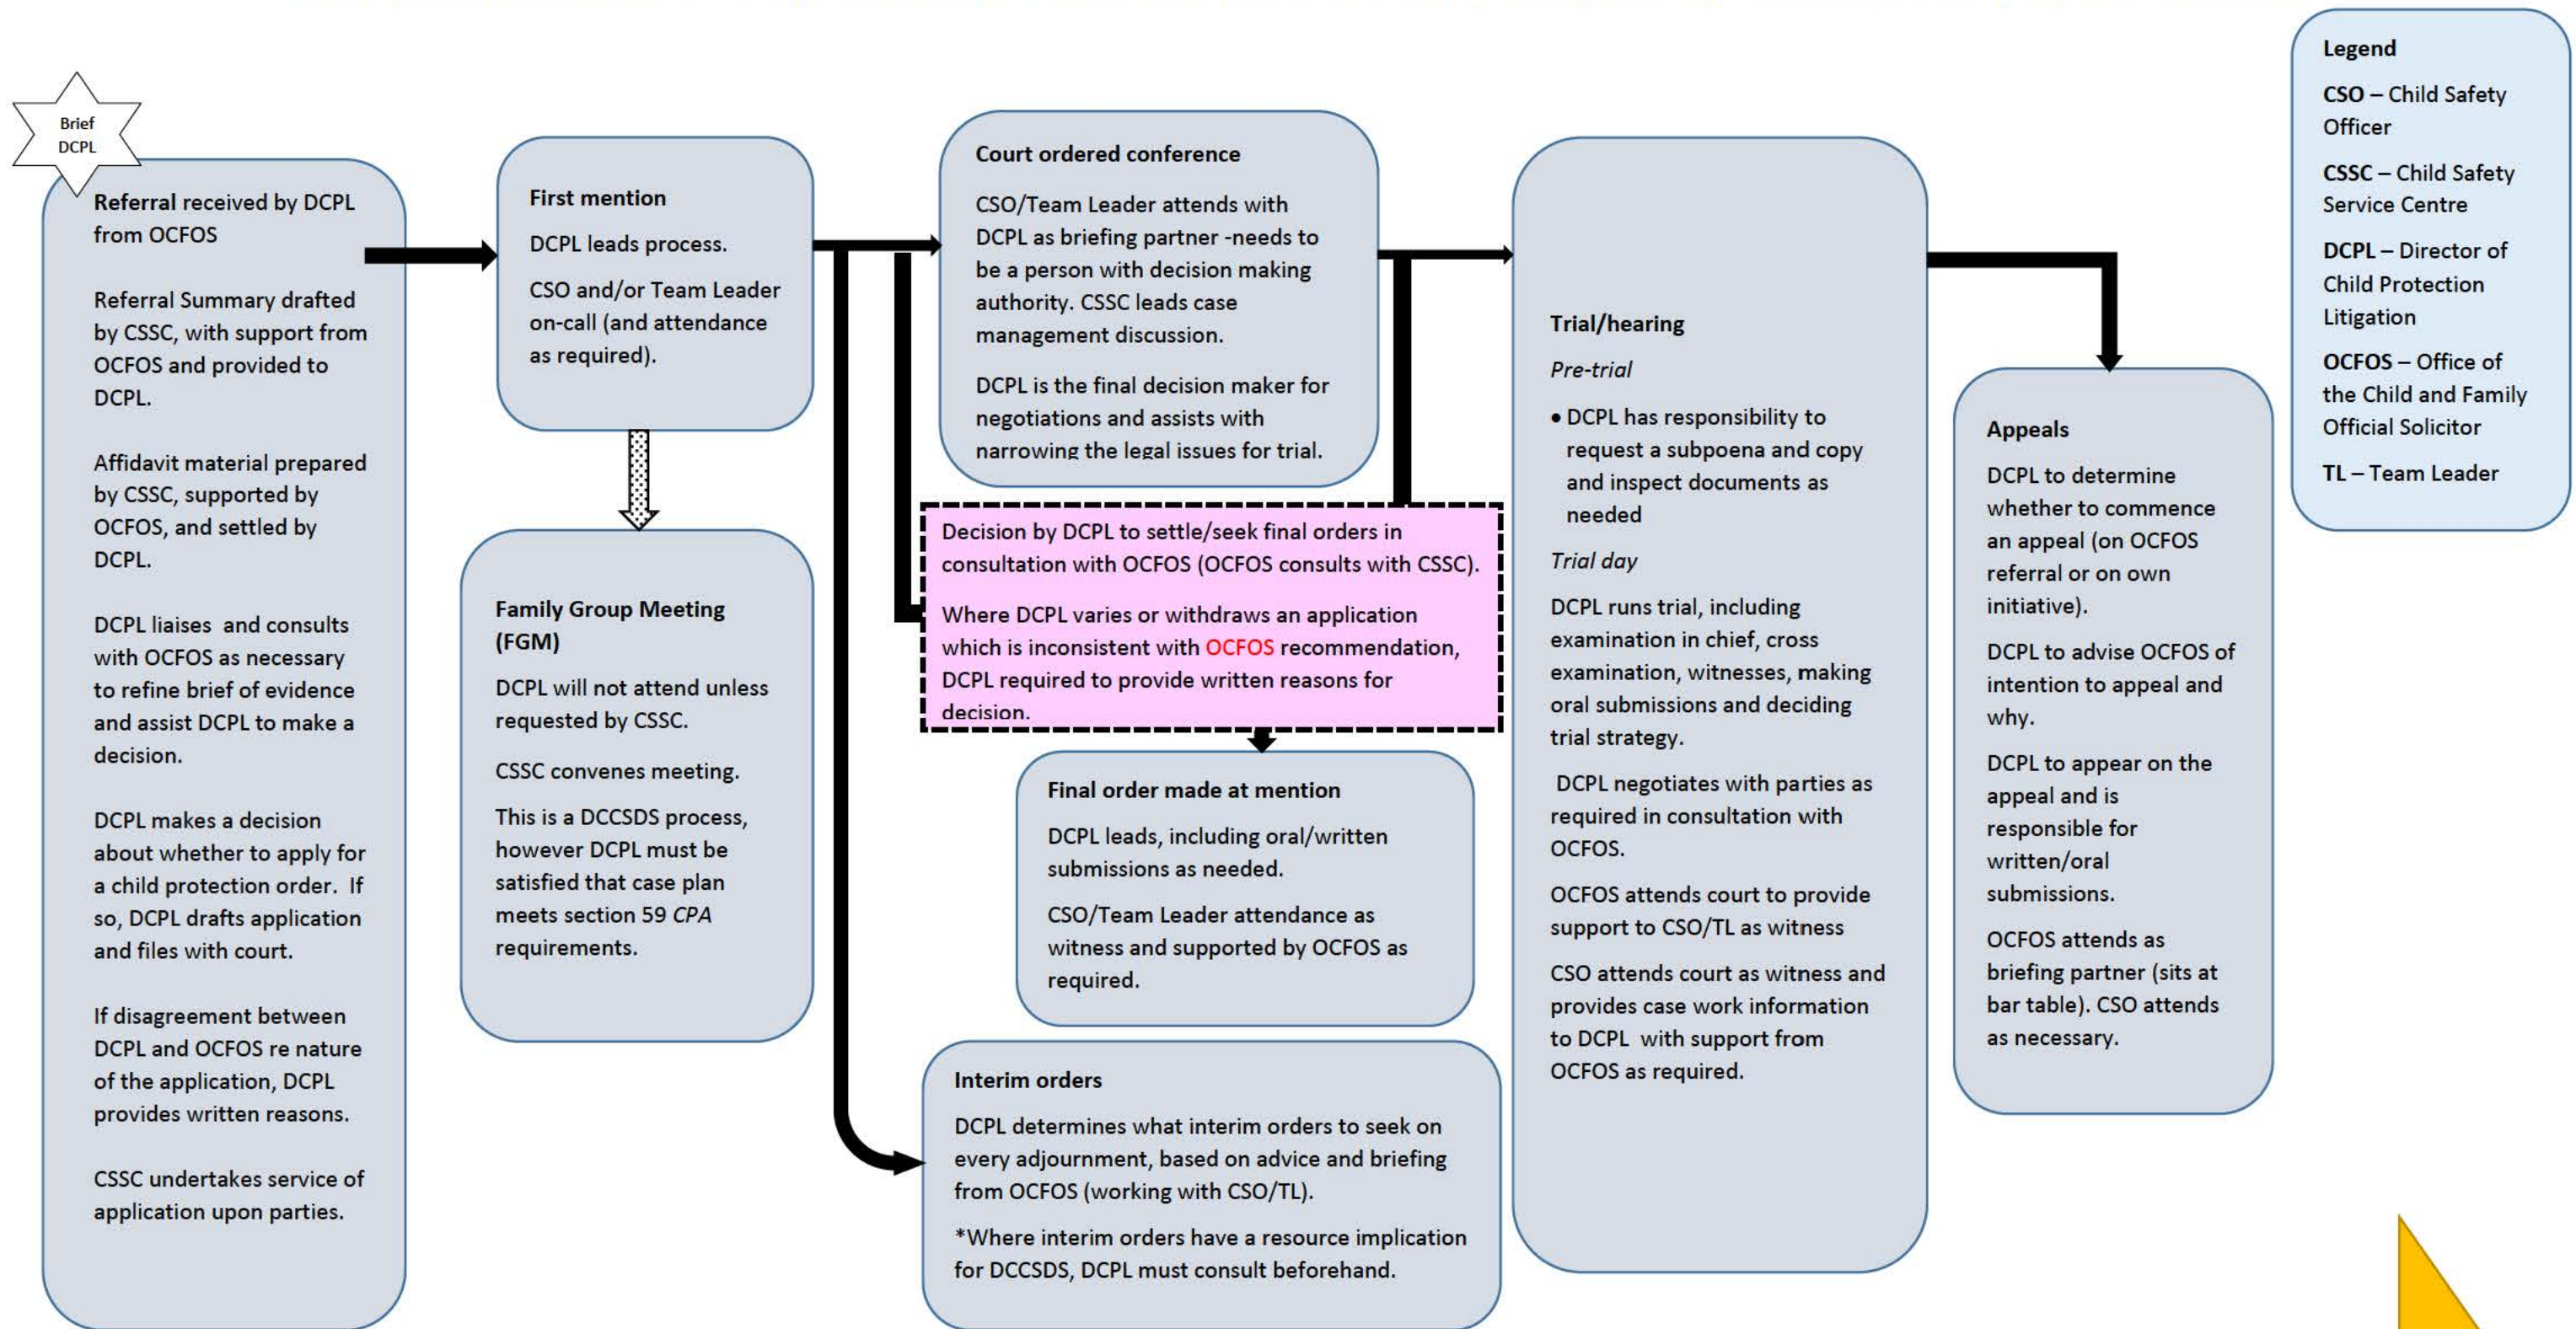 Brief
DCPL
Referral received by DCPL
from OCFOS
Referral Summary drafted
by CSSC, with support from
OCFOS and provided to
DCPL.
Affidavit material prepared
by CSSC, supported by
OCFOS, and settled by
DCPL.
DCPL liaises and consults
with OCFOS as necessary
to refine brief of evidence
and assist DCPL to make a
decision.
DCPL makes a decision
about whether to apply for
a child protection order. If
so, DCPL drafts application
and files with court.
If disagreement between
DCPL and OCFOS re nature
of the application, DCPL
provides written reasons.
CSSC undertakes service of
application upon parties.
First mention
DCPL leads process.
CSO and/or Team Leader
on-call (and attendance
as required).
Family Group Meeting
(FGM)
DCPL will not attend unless
requested by CSSC.
CSSC convenes meeting.
This is a DCCSDS process,
however DCPL must be
satisfied that case plan
meets section 59 CPA
requirements.
Court ordered conference
CSO/Team Leader attends with
DCPL as briefing partner -needs to
be a person with decision making
authority. CSSC leads case
management discussion.
DCPL is the final decision maker for
negotiations and assists with
narrowing the legal issues for trial.
Decision by DCPL to settle/seek final orders in
consultation with OCFOS (OCFOS consults with CSSC).
Where DCPL varies or withdraws an application
which is inconsistent with OCFOS recommendation,
DCPL required to provide written reasons for
decision.
Final order made at mention
DCPL leads, including oral/written
submissions as needed.
CSO/Team Leader attendance as
witness and supported by OCFOS as
required.
Interim orders
DCPL determines what interim orders to seek on
every adjournment, based on advice and briefing
from OCFOS (working with CSO/TL).
*Where interim orders have a resource implication
for DCCSDS, DCPL must consult beforehand.
Trial/hearing
Pre-trial
• DCPL has responsibility to
request a subpoena and copy
and inspect documents as
needed
Trial day
DCPL runs trial, including
examination in chief, cross
examination, witnesses, making
oral submissions and deciding
trial strategy.
DCPL negotiates with parties as
required in consultation with
OCFOS.
OCFOS attends court to provide
support to CSO/TL as witness
CSO attends court as witness and
provides case work information
to DCPL with support from
OCFOS as required.
Appeals
DCPL to determine
whether to commence
an appeal (on OCFOS
referral or on own
initiative).
DCPL to advise OCFOS of
intention to appeal and
why.
DCPL to appear on the
appeal and is
responsible for
written/oral
submissions.
OCFOS attends as
briefing partner (sits at
bar table). CSO attends
as necessary.
Legend
CSO – Child Safety
Officer
CSSC – Child Safety
Service Centre
DCPL – Director of
Child Protection
Litigation
OCFOS – Office of
the Child and Family
Official Solicitor
TL – Team Leader